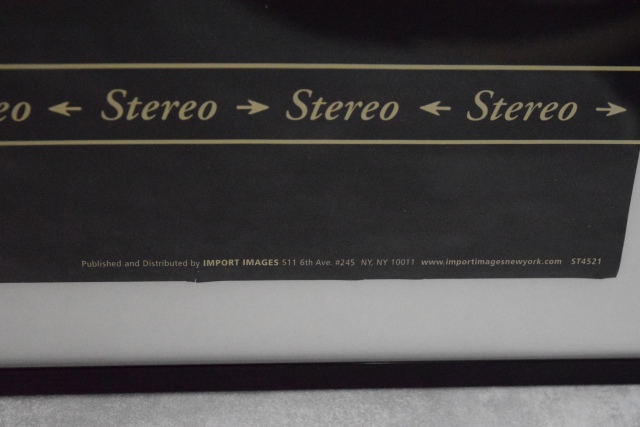 eo ← Stereo → Stereo ← Stereo →
Published and Distributed by IMPORT IMAGES 511 6th Ave. #245 NY, NY 10011 www.importimagesnewyork.com ST4521